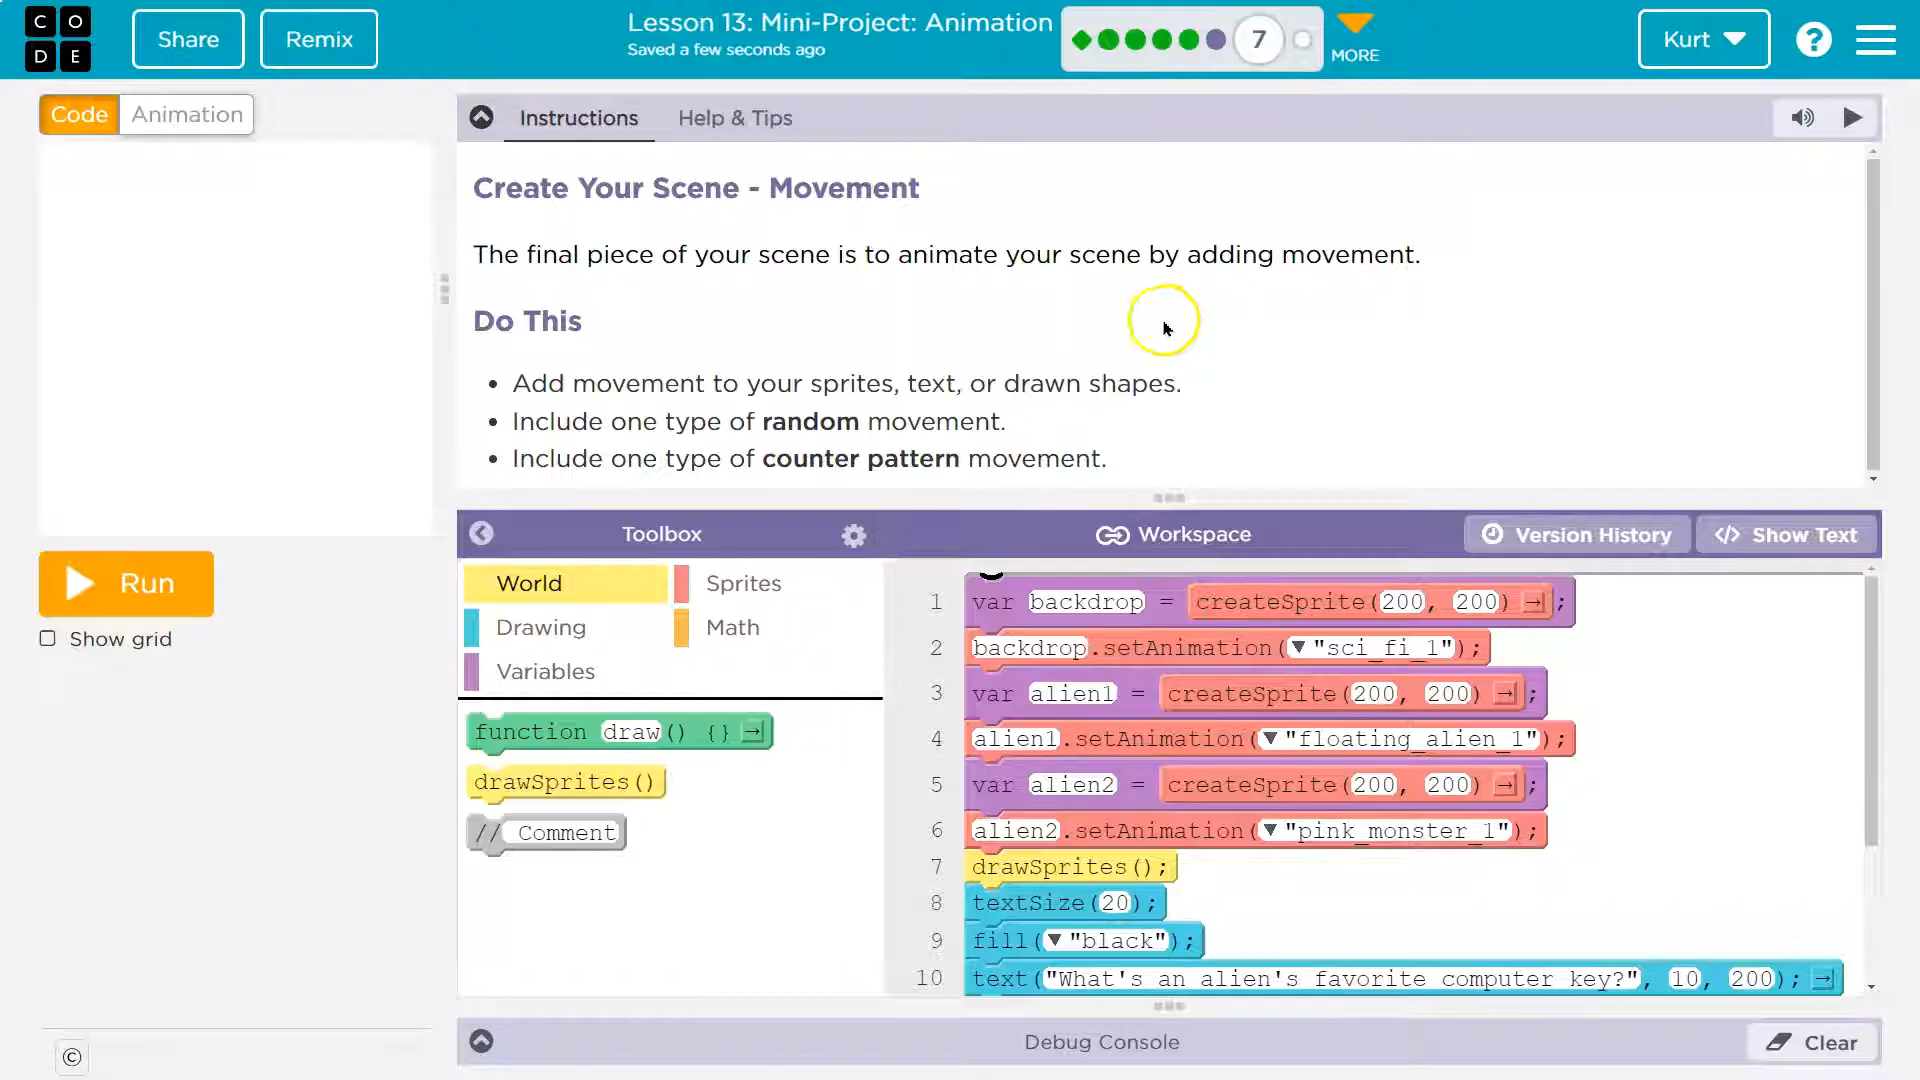 C O
D E
Share
Remix
Lesson 13: Mini-Project: Animation
Saved a few seconds ago
7
MORE
Kurt
?
Code
Animation
Instructions
Help & Tips
Create Your Scene - Movement
The final piece of your scene is to animate your scene by adding movement.
Do This
• Add movement to your sprites, text, or drawn shapes.
• Include one type of random movement.
• Include one type of counter pattern movement.
Run
Show grid
Toolbox
Workspace
Version History
</> Show Text
World
Sprites
Drawing
Math
Variables
function draw() {} →
drawSprites()
// Comment
1 var backdrop = createSprite(200, 200) → ;
2 backdrop.setAnimation(▼ "sci_fi_1");
3 var alien1 = createSprite(200, 200) → ;
4 alien1.setAnimation(▼ "floating_alien_1");
5 var alien2 = createSprite(200, 200) → ;
6 alien2.setAnimation(▼ "pink_monster_1");
7 drawSprites();
8 textSize(20);
9 fill(▼ "black");
10 text("What's an alien's favorite computer key?", 10, 200); →
Debug Console
Clear
©